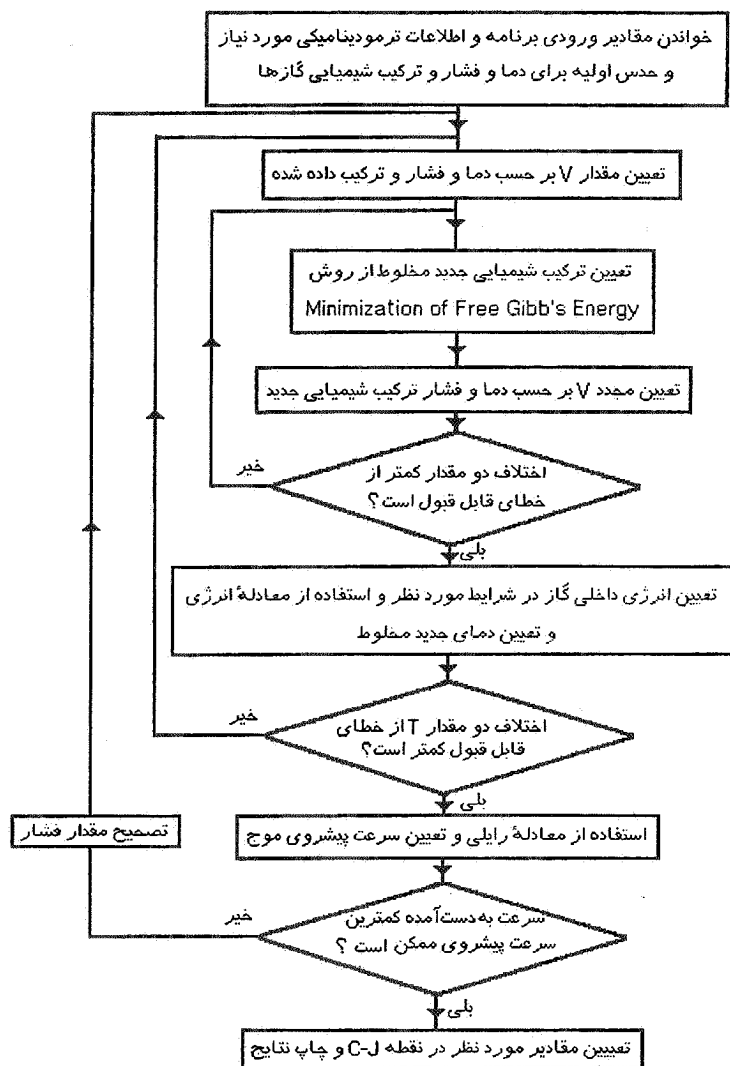 خواندن مقادیر ورودی برنامه و اطلاعات ترمودینامیکی مورد نیاز
و حدس اولیه برای دما و فشار و ترکیب شیمیایی گازها
تعیین مقدار V بر حسب دما و فشار و ترکیب داده شده
تعیین ترکیب شیمیایی جدید مخلوط از روش
Minimization of Free Gibb's Energy
تعیین مجدد V بر حسب دما و فشار ترکیب شیمیایی جدید
اختلاف دو مقدار کمتر از
خطای قابل قبول است؟
خیر
بلی
تعیین انرژی داخلی گاز در شرایط مورد نظر و استفاده از معادلهٔ انرژی
و تعیین دمای جدید مخلوط
اختلاف دو مقدار T از خطای
قابل قبول کمتر است؟
خیر
بلی
استفاده از معادلهٔ رایلی و تعیین سرعت پیشروی موج
تصحیح مقدار فشار
سرعت به‌دست‌آمده کمترین
سرعت پیشروی ممکن است ؟
خیر
بلی
تعییین مقادیر مورد نظر در نقطه C-J و چاپ نتایج